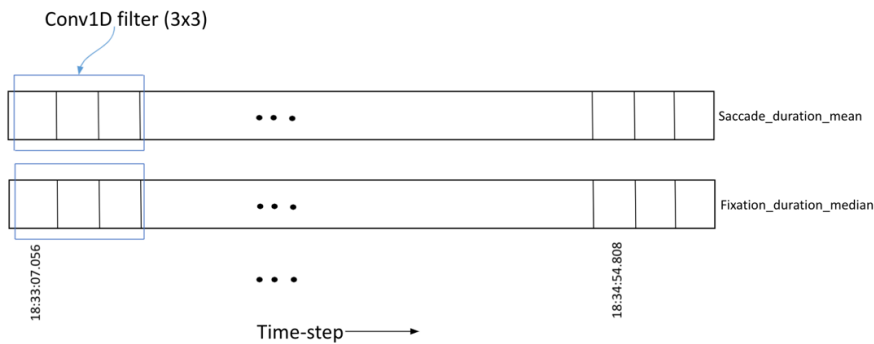 Conv1D filter (3x3)
Saccade_duration_mean
Fixation_duration_median
18:33:07.056
18:34:54.808
Time-step